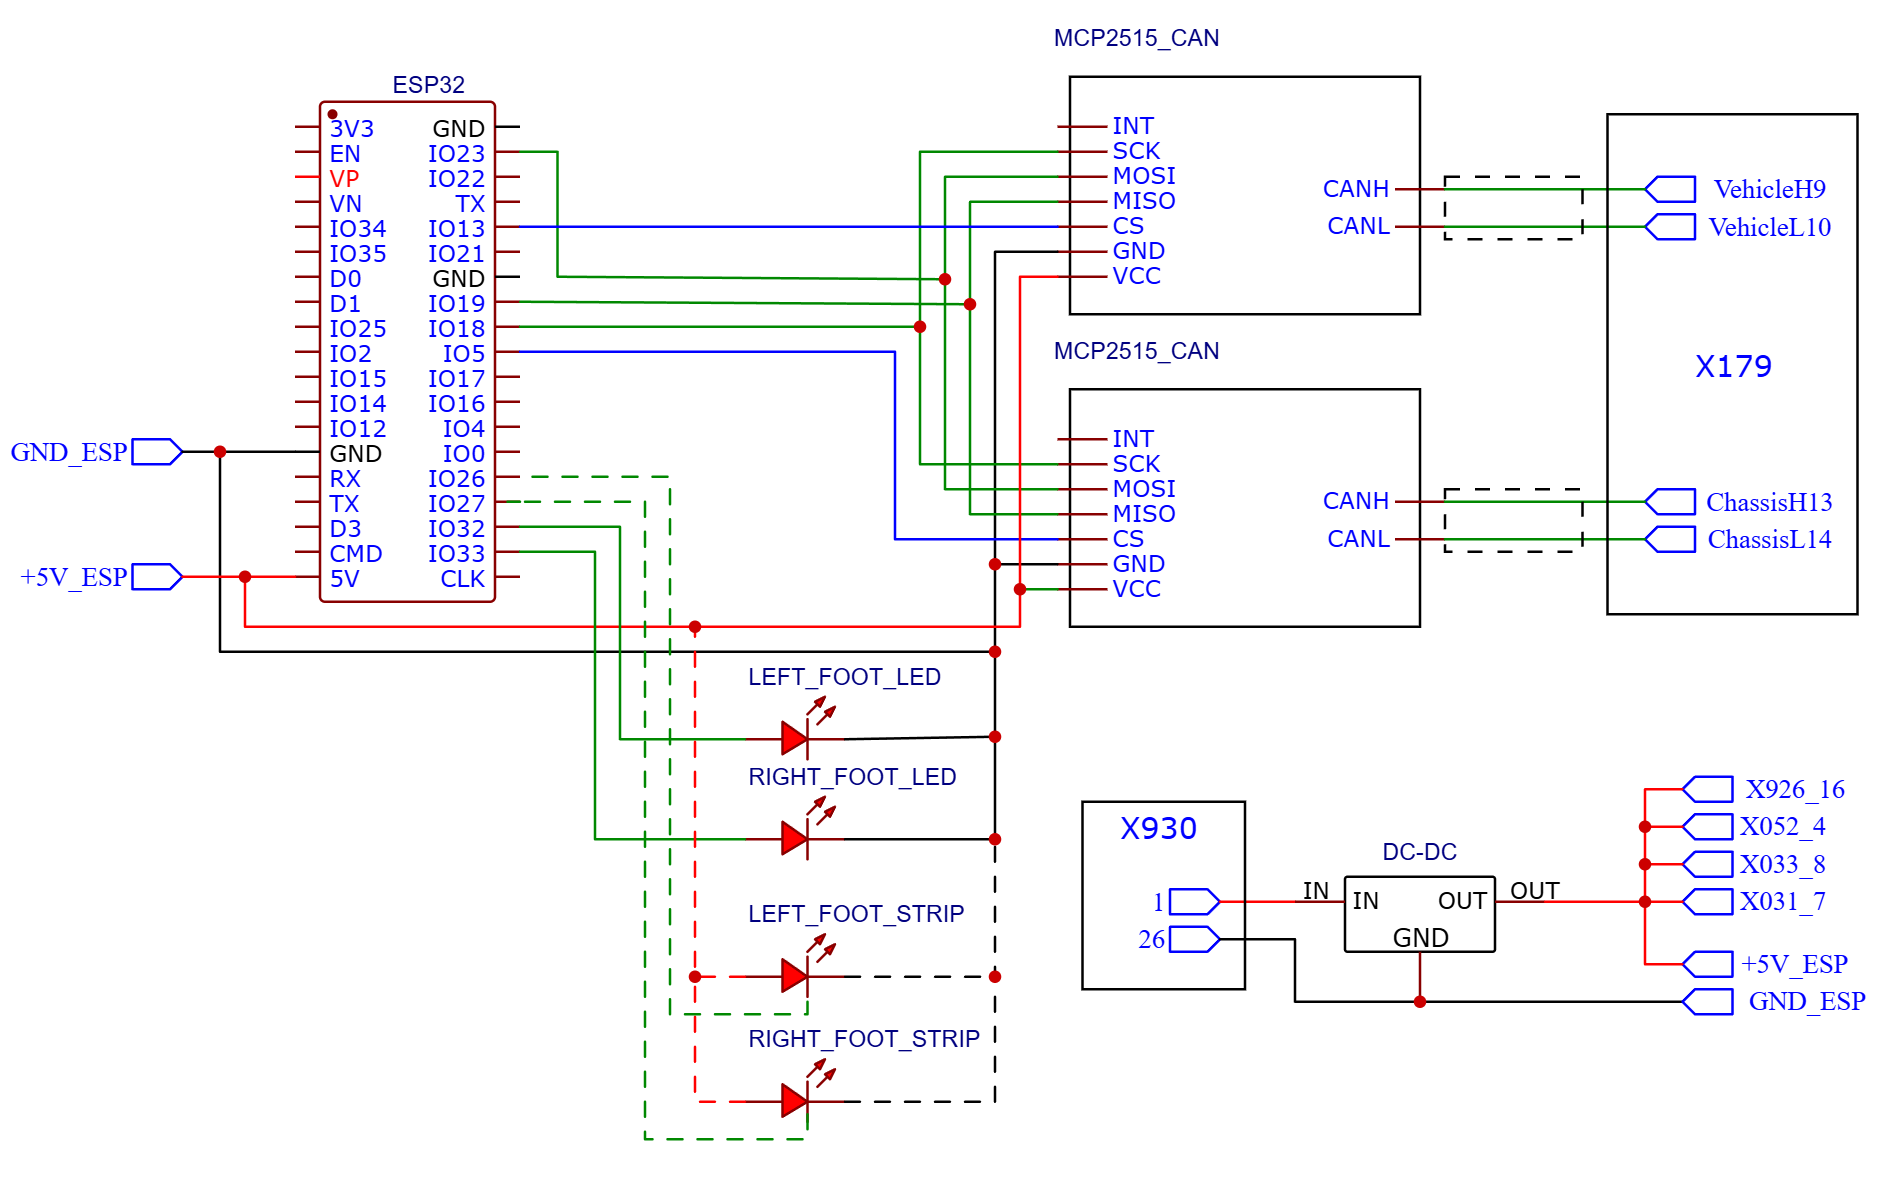 ESP32
3V3
EN
VP
VN
IO34
IO35
D0
D1
IO25
IO2
IO15
IO14
IO12
GND
RX
TX
D3
CMD
5V
GND
IO23
IO22
TX
IO13
IO21
GND
IO19
IO18
IO5
IO17
IO16
IO4
IO0
IO26
IO27
IO32
IO33
CLK
GND_ESP
+5V_ESP
MCP2515_CAN
INT
SCK
MOSI
MISO
CS
GND
VCC
CANH
CANL
MCP2515_CAN
INT
SCK
MOSI
MISO
CS
GND
VCC
CANH
CANL
VehicleH9
VehicleL10
X179
ChassisH13
ChassisL14
LEFT_FOOT_LED
RIGHT_FOOT_LED
LEFT_FOOT_STRIP
RIGHT_FOOT_STRIP
X930
1
26
DC-DC
IN
IN
OUT
OUT
GND
X926_16
X052_4
X033_8
X031_7
+5V_ESP
GND_ESP